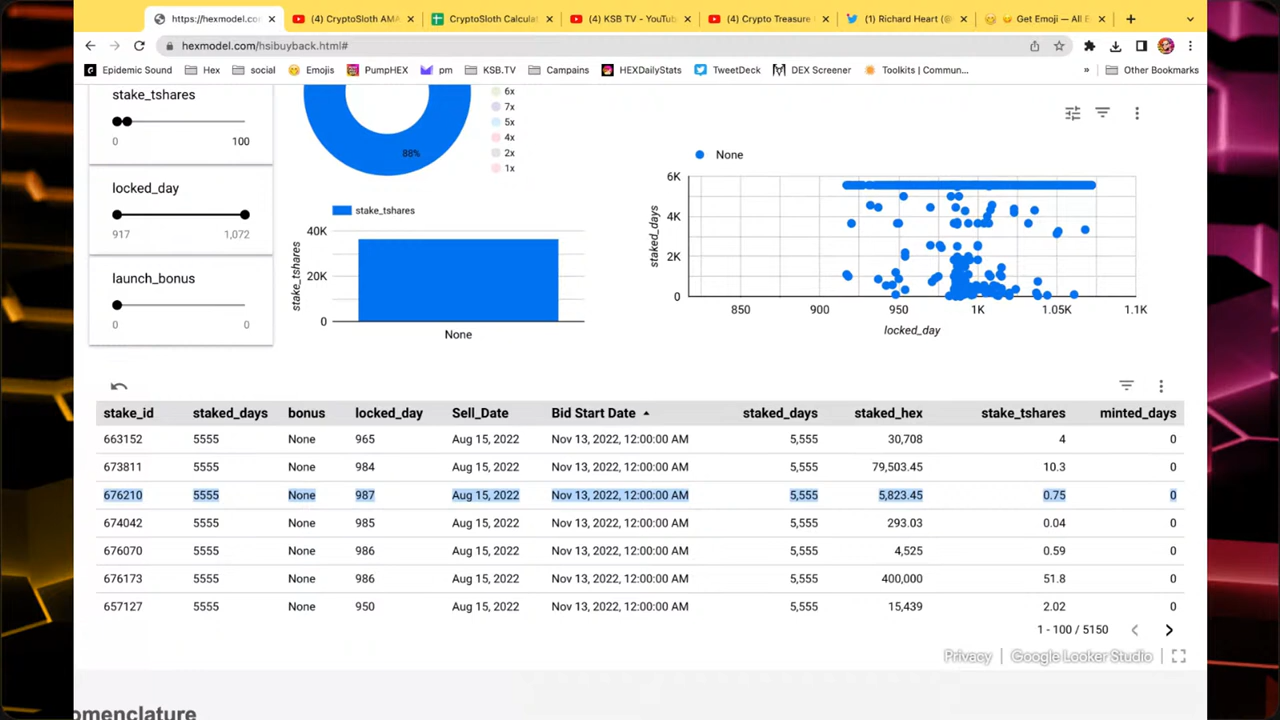 https://hexmodel.com/hs
(4) CryptoSloth AMA
CryptoSloth Calcula
(4) KSB TV - YouTub
(4) Crypto Treasure
(1) Richard Heart (@
Get Emoji — All E
hexmodel.com/hsibuyback.html#
Epidemic Sound
Hex
social
Emojis
PumpHEX
pm
KSB.TV
Campains
HEXDailyStats
TweetDeck
DEX Screener
Toolkits | Commun...
»
Other Bookmarks
stake_tshares
0 100
locked_day
917 1,072
launch_bonus
0 0
88%
6x
7x
5x
4x
2x
1x
stake_tshares
stake_tshares
40K
20K
0
None
None
staked_days
6K
4K
2K
0
850 900 950 1K 1.05K 1.1K
locked_day
stake_id staked_days bonus locked_day Sell_Date Bid Start Date staked_days staked_hex stake_tshares minted_days
663152 5555 None 965 Aug 15, 2022 Nov 13, 2022, 12:00:00 AM 5,555 30,708 4 0
673811 5555 None 984 Aug 15, 2022 Nov 13, 2022, 12:00:00 AM 5,555 79,503.45 10.3 0
676210 5555 None 987 Aug 15, 2022 Nov 13, 2022, 12:00:00 AM 5,555 5,823.45 0.75 0
674042 5555 None 985 Aug 15, 2022 Nov 13, 2022, 12:00:00 AM 5,555 293.03 0.04 0
676070 5555 None 986 Aug 15, 2022 Nov 13, 2022, 12:00:00 AM 5,555 4,525 0.59 0
676173 5555 None 986 Aug 15, 2022 Nov 13, 2022, 12:00:00 AM 5,555 400,000 51.8 0
657127 5555 None 950 Aug 15, 2022 Nov 13, 2022, 12:00:00 AM 5,555 15,439 2.02 0
1 - 100 / 5150
Privacy Google Looker Studio
omenclature